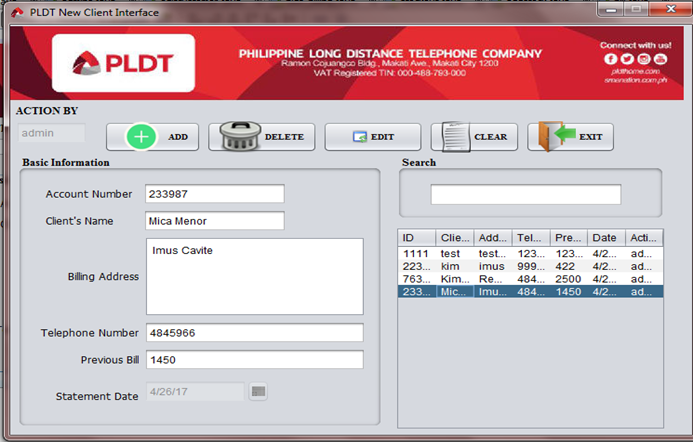 PLDT New Client Interface
PLDT
PHILIPPINE LONG DISTANCE TELEPHONE COMPANY
Ramon Cojuangco Bldg., Makati Ave., Makati City 1200
VAT Registered TIN: 000-488-793-000
Connect with us!
pldthome.com
smenation.com.ph
ACTION BY
admin
ADD
DELETE
EDIT
CLEAR
EXIT
Basic Information
Account Number 233987
Client's Name Mica Menor
Billing Address Imus Cavite
Telephone Number 4845966
Previous Bill 1450
Statement Date 4/26/17
Search
ID Clie... Add... Tel... Pre... Date Acti...
1111 test test... 123... 123... 4/2... ad...
223... kim imus 999... 422 4/2... ad...
763... Kim... Re... 484... 2500 4/2... ad...
233... Mic... Imu... 484... 1450 4/2... ad...